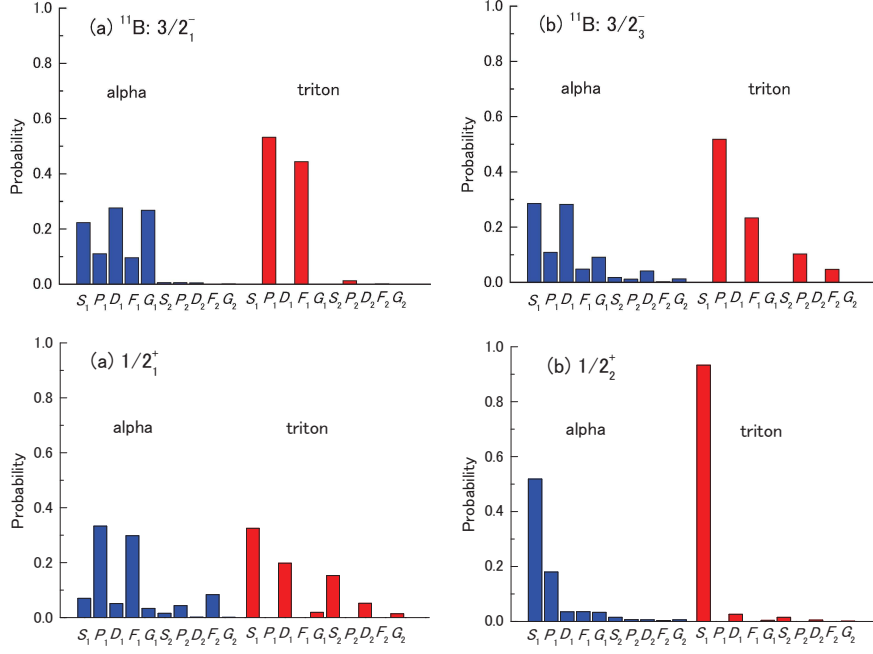 (a) ¹¹B: 3/2₁⁻
alpha
triton
Probability
1.0
0.8
0.6
0.4
0.2
0.0
S₁ P₁ D₁ F₁ G₁ S₂ P₂ D₂ F₂ G₂ S₁ P₁ D₁ F₁ G₁ S₂ P₂ D₂ F₂ G₂
(b) ¹¹B: 3/2₃⁻
alpha
triton
Probability
1.0
0.8
0.6
0.4
0.2
0.0
S₁ P₁ D₁ F₁ G₁ S₂ P₂ D₂ F₂ G₂ S₁ P₁ D₁ F₁ G₁ S₂ P₂ D₂ F₂ G₂
(a) 1/2₁⁺
alpha
triton
Probability
1.0
0.8
0.6
0.4
0.2
0.0
S₁ P₁ D₁ F₁ G₁ S₂ P₂ D₂ F₂ G₂ S₁ P₁ D₁ F₁ G₁ S₂ P₂ D₂ F₂ G₂
(b) 1/2₂⁺
alpha
triton
Probability
1.0
0.8
0.6
0.4
0.2
0.0
S₁ P₁ D₁ F₁ G₁ S₂ P₂ D₂ F₂ G₂ S₁ P₁ D₁ F₁ G₁ S₂ P₂ D₂ F₂ G₂